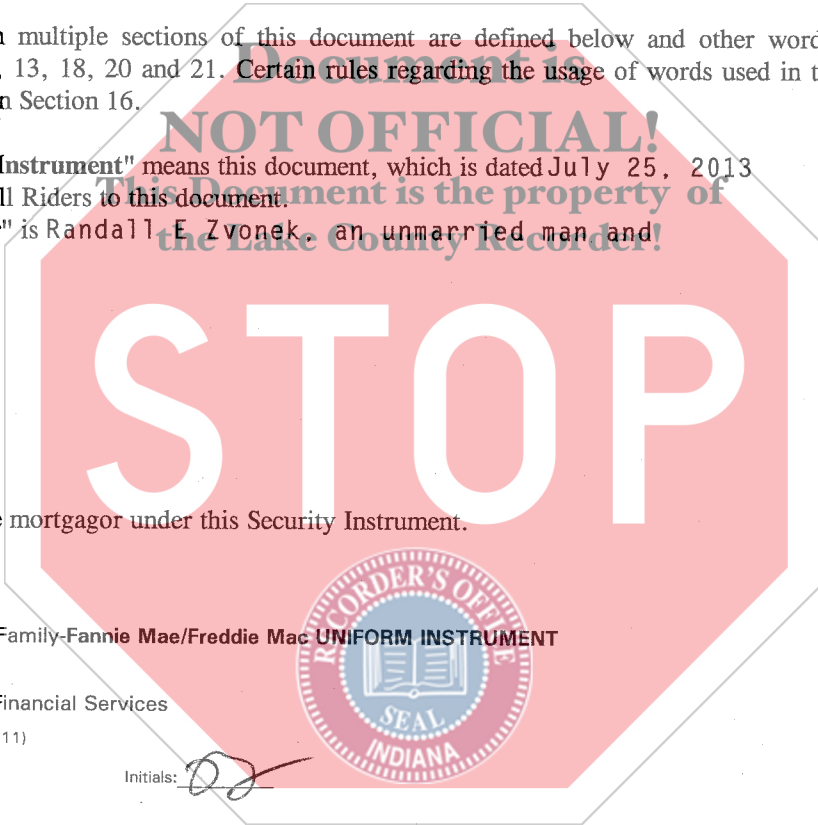 multiple sections of this document are defined below and other word
, 13, 18, 20 and 21. Certain rules regarding the usage of words used in t
n Section 16.
Document is
NOT OFFICIAL!
Instrument" means this document, which is dated July 25, 2013
ll Riders to this document.
This Document is the property of
" is Randall E Zvonek, an unmarried man and
the Lake County Recorder!
STOP
mortgagor under this Security Instrument.
RECORDER'S OFFICE
Family-Fannie Mae/Freddie Mac UNIFORM INSTRUMENT
Financial Services
SEAL
11)
INDIANA
Initials: